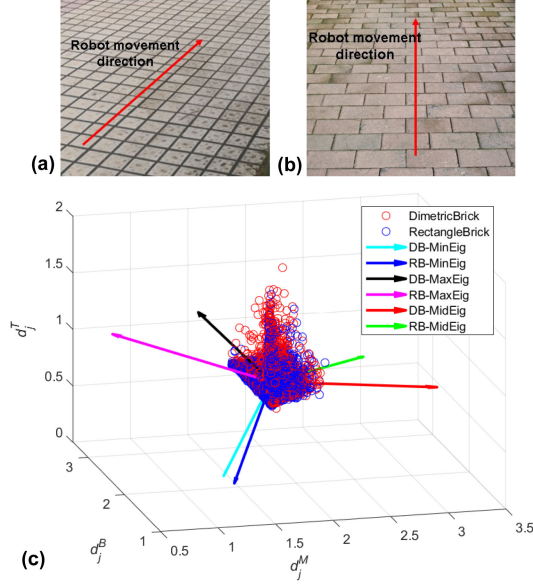 Robot movement
direction
(a)
Robot movement
direction
(b)
2
1.5
1
0.5
0
d_j^T
3
2
1
d_j^B
0.5
1
1.5
2
2.5
3
3.5
d_j^M
DimetricBrick
RectangleBrick
DB-MinEig
RB-MinEig
DB-MaxEig
RB-MaxEig
DB-MidEig
RB-MidEig
(c)